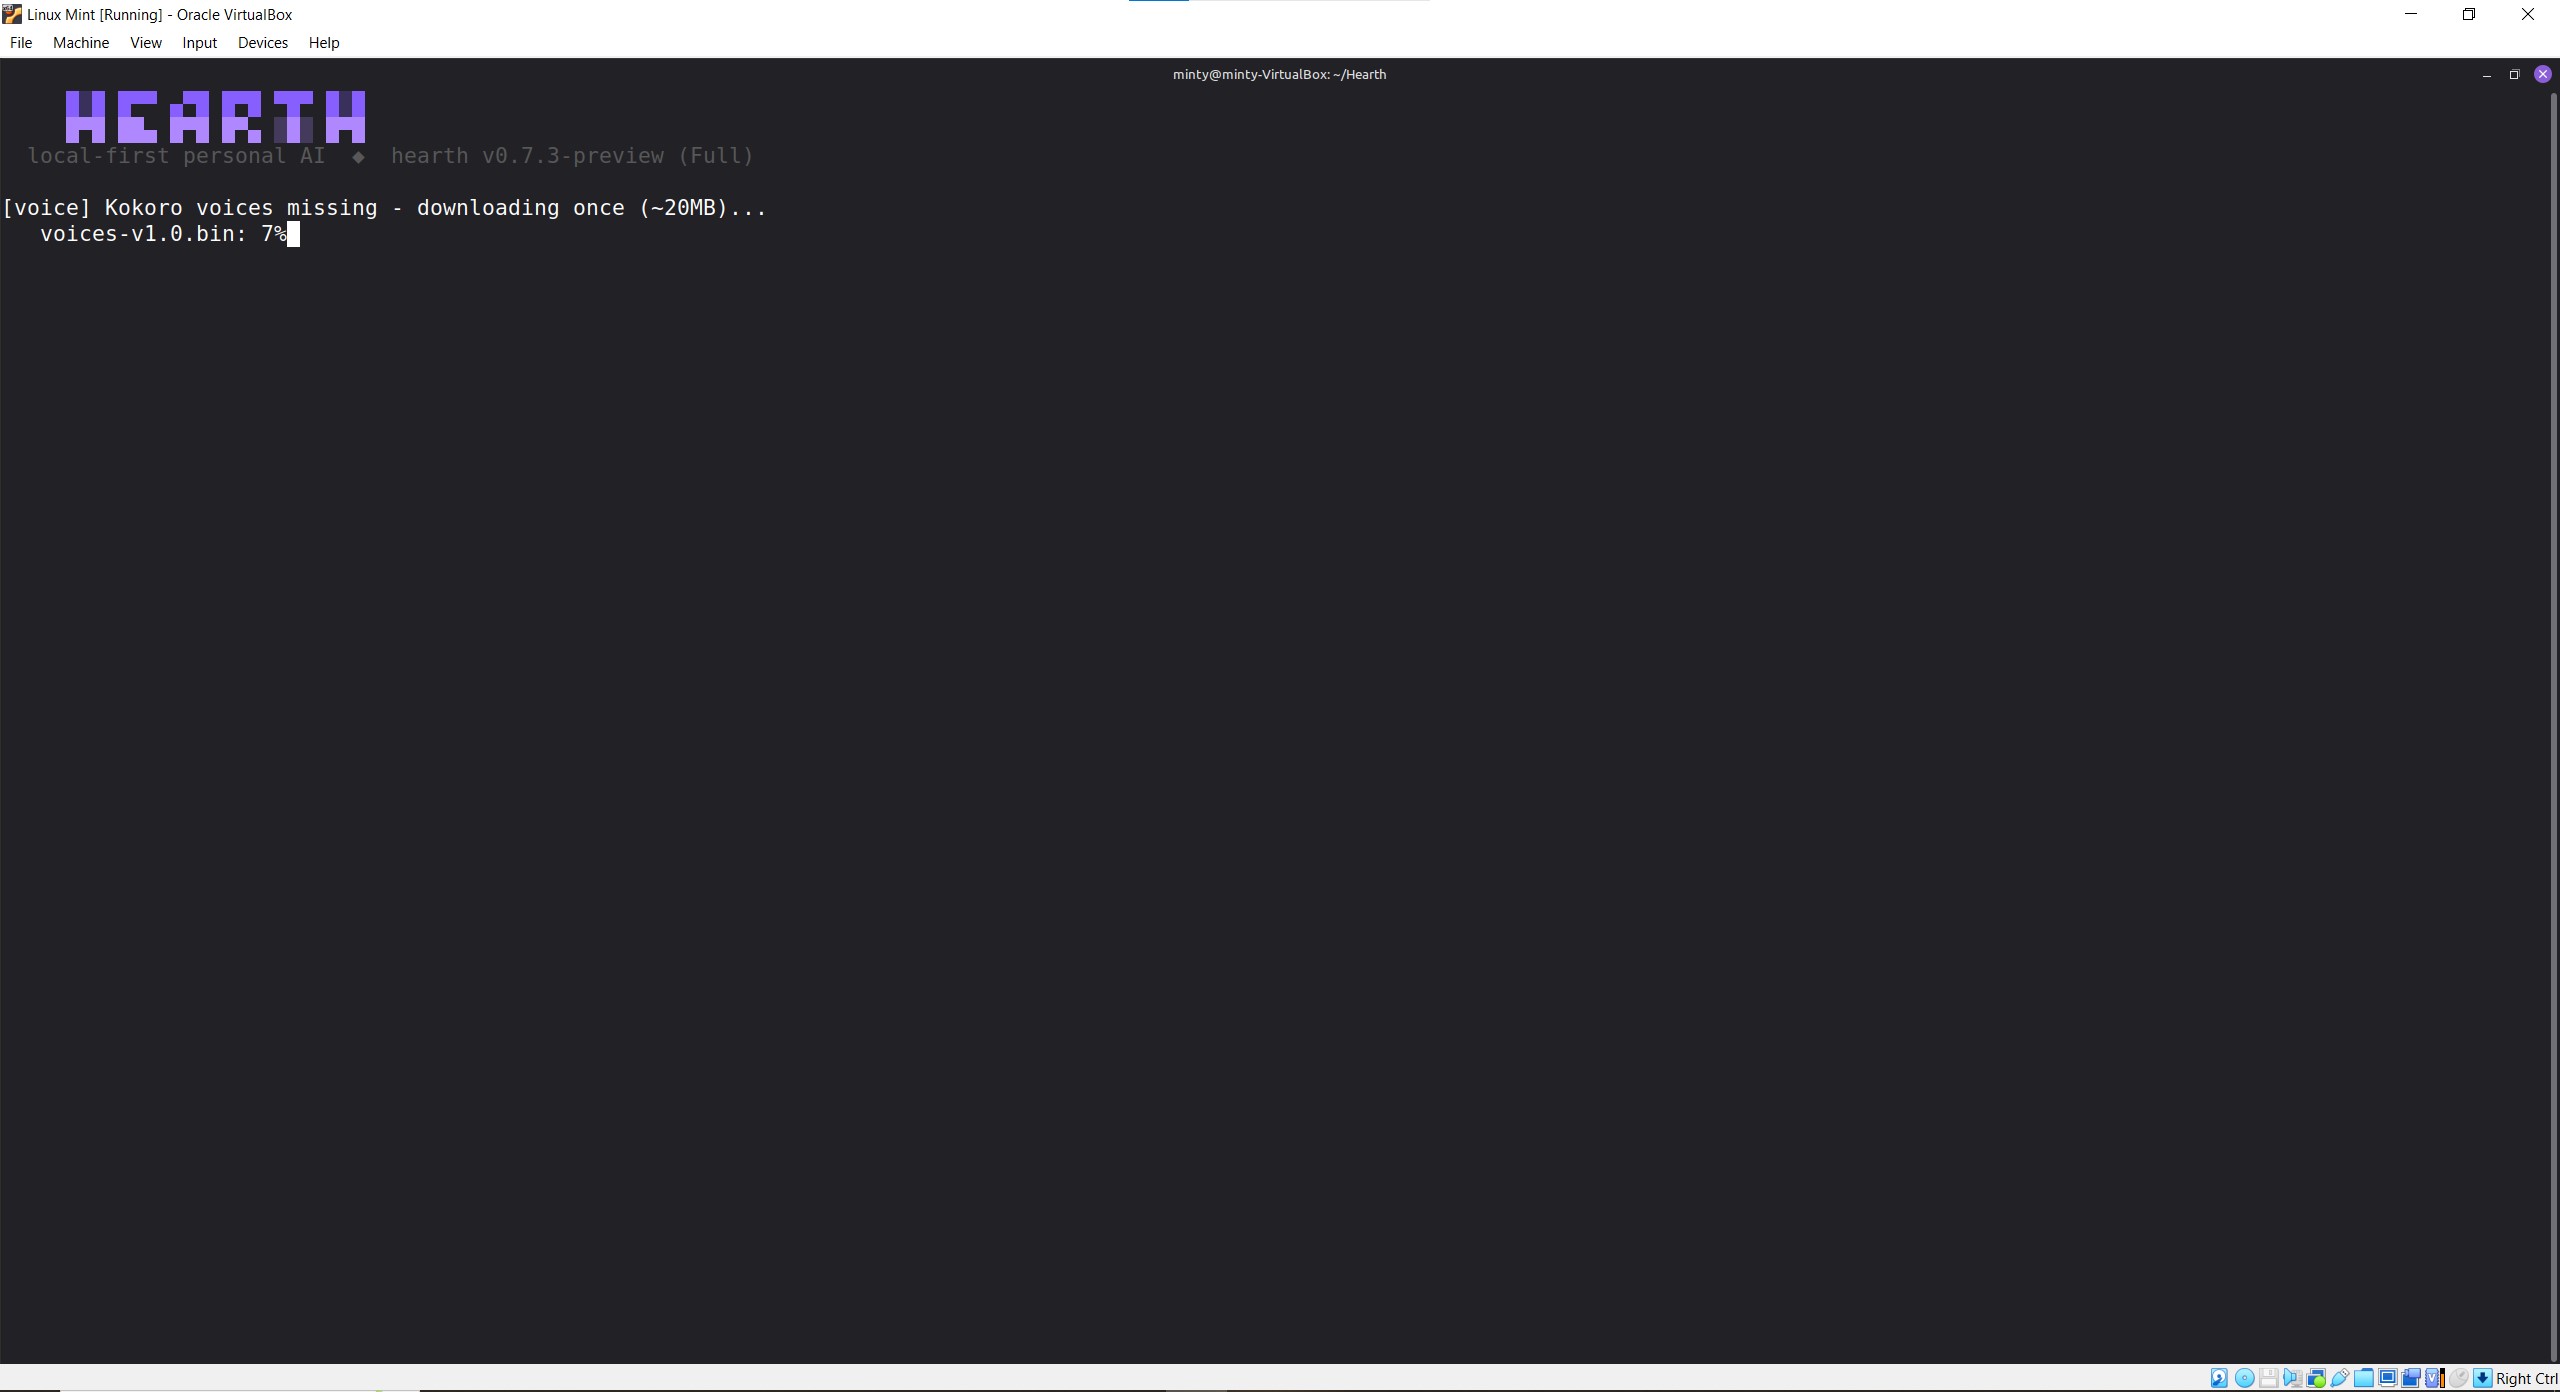 Linux Mint [Running] - Oracle VirtualBox
File Machine View Input Devices Help
minty@minty-VirtualBox: ~/Hearth
HEARTH
local-first personal AI ◆ hearth v0.7.3-preview (Full)
[voice] Kokoro voices missing - downloading once (~20MB)...
voices-v1.0.bin: 7%
Right Ctrl